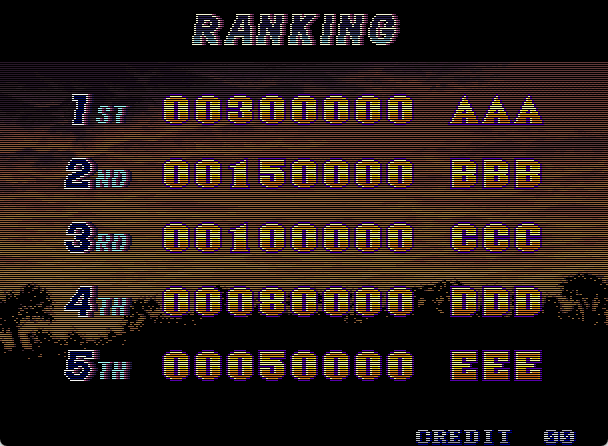 RANKING
1ST 00300000 AAA
2ND 00150000 BBB
3RD 00100000 CCC
4TH 00080000 DDD
5TH 00050000 EEE
CREDIT 00